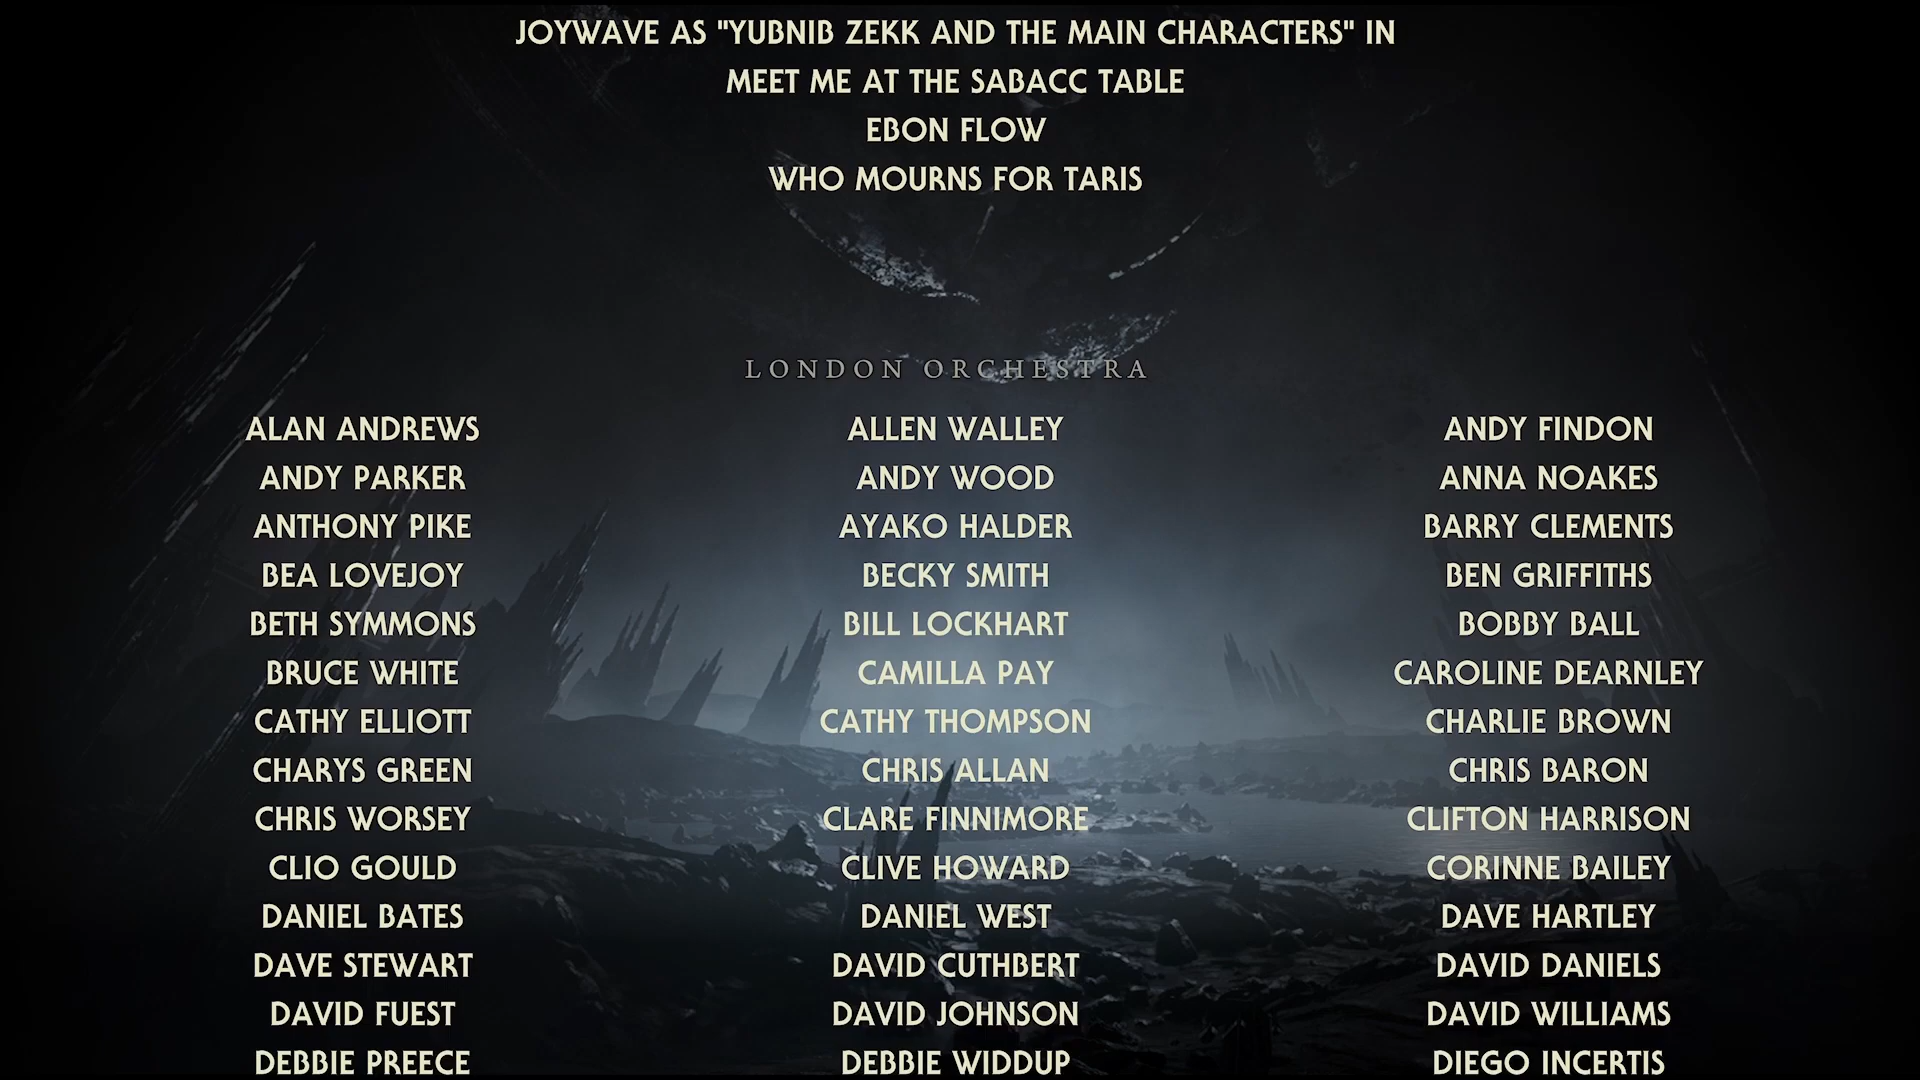 JOYWAVE AS "YUBNIB ZEKK AND THE MAIN CHARACTERS" IN
MEET ME AT THE SABACC TABLE
EBON FLOW
WHO MOURNS FOR TARIS
LONDON ORCHESTRA
ALAN ANDREWS ALLEN WALLEY ANDY FINDON
ANDY PARKER ANDY WOOD ANNA NOAKES
ANTHONY PIKE AYAKO HALDER BARRY CLEMENTS
BEA LOVEJOY BECKY SMITH BEN GRIFFITHS
BETH SYMMONS BILL LOCKHART BOBBY BALL
BRUCE WHITE CAMILLA PAY CAROLINE DEARNLEY
CATHY ELLIOTT CATHY THOMPSON CHARLIE BROWN
CHARYS GREEN CHRIS ALLAN CHRIS BARON
CHRIS WORSEY CLARE FINNIMORE CLIFTON HARRISON
CLIO GOULD CLIVE HOWARD CORINNE BAILEY
DANIEL BATES DANIEL WEST DAVE HARTLEY
DAVE STEWART DAVID CUTHBERT DAVID DANIELS
DAVID FUEST DAVID JOHNSON DAVID WILLIAMS
DEBBIE PREECE DEBBIE WIDDUP DIEGO INCERTIS